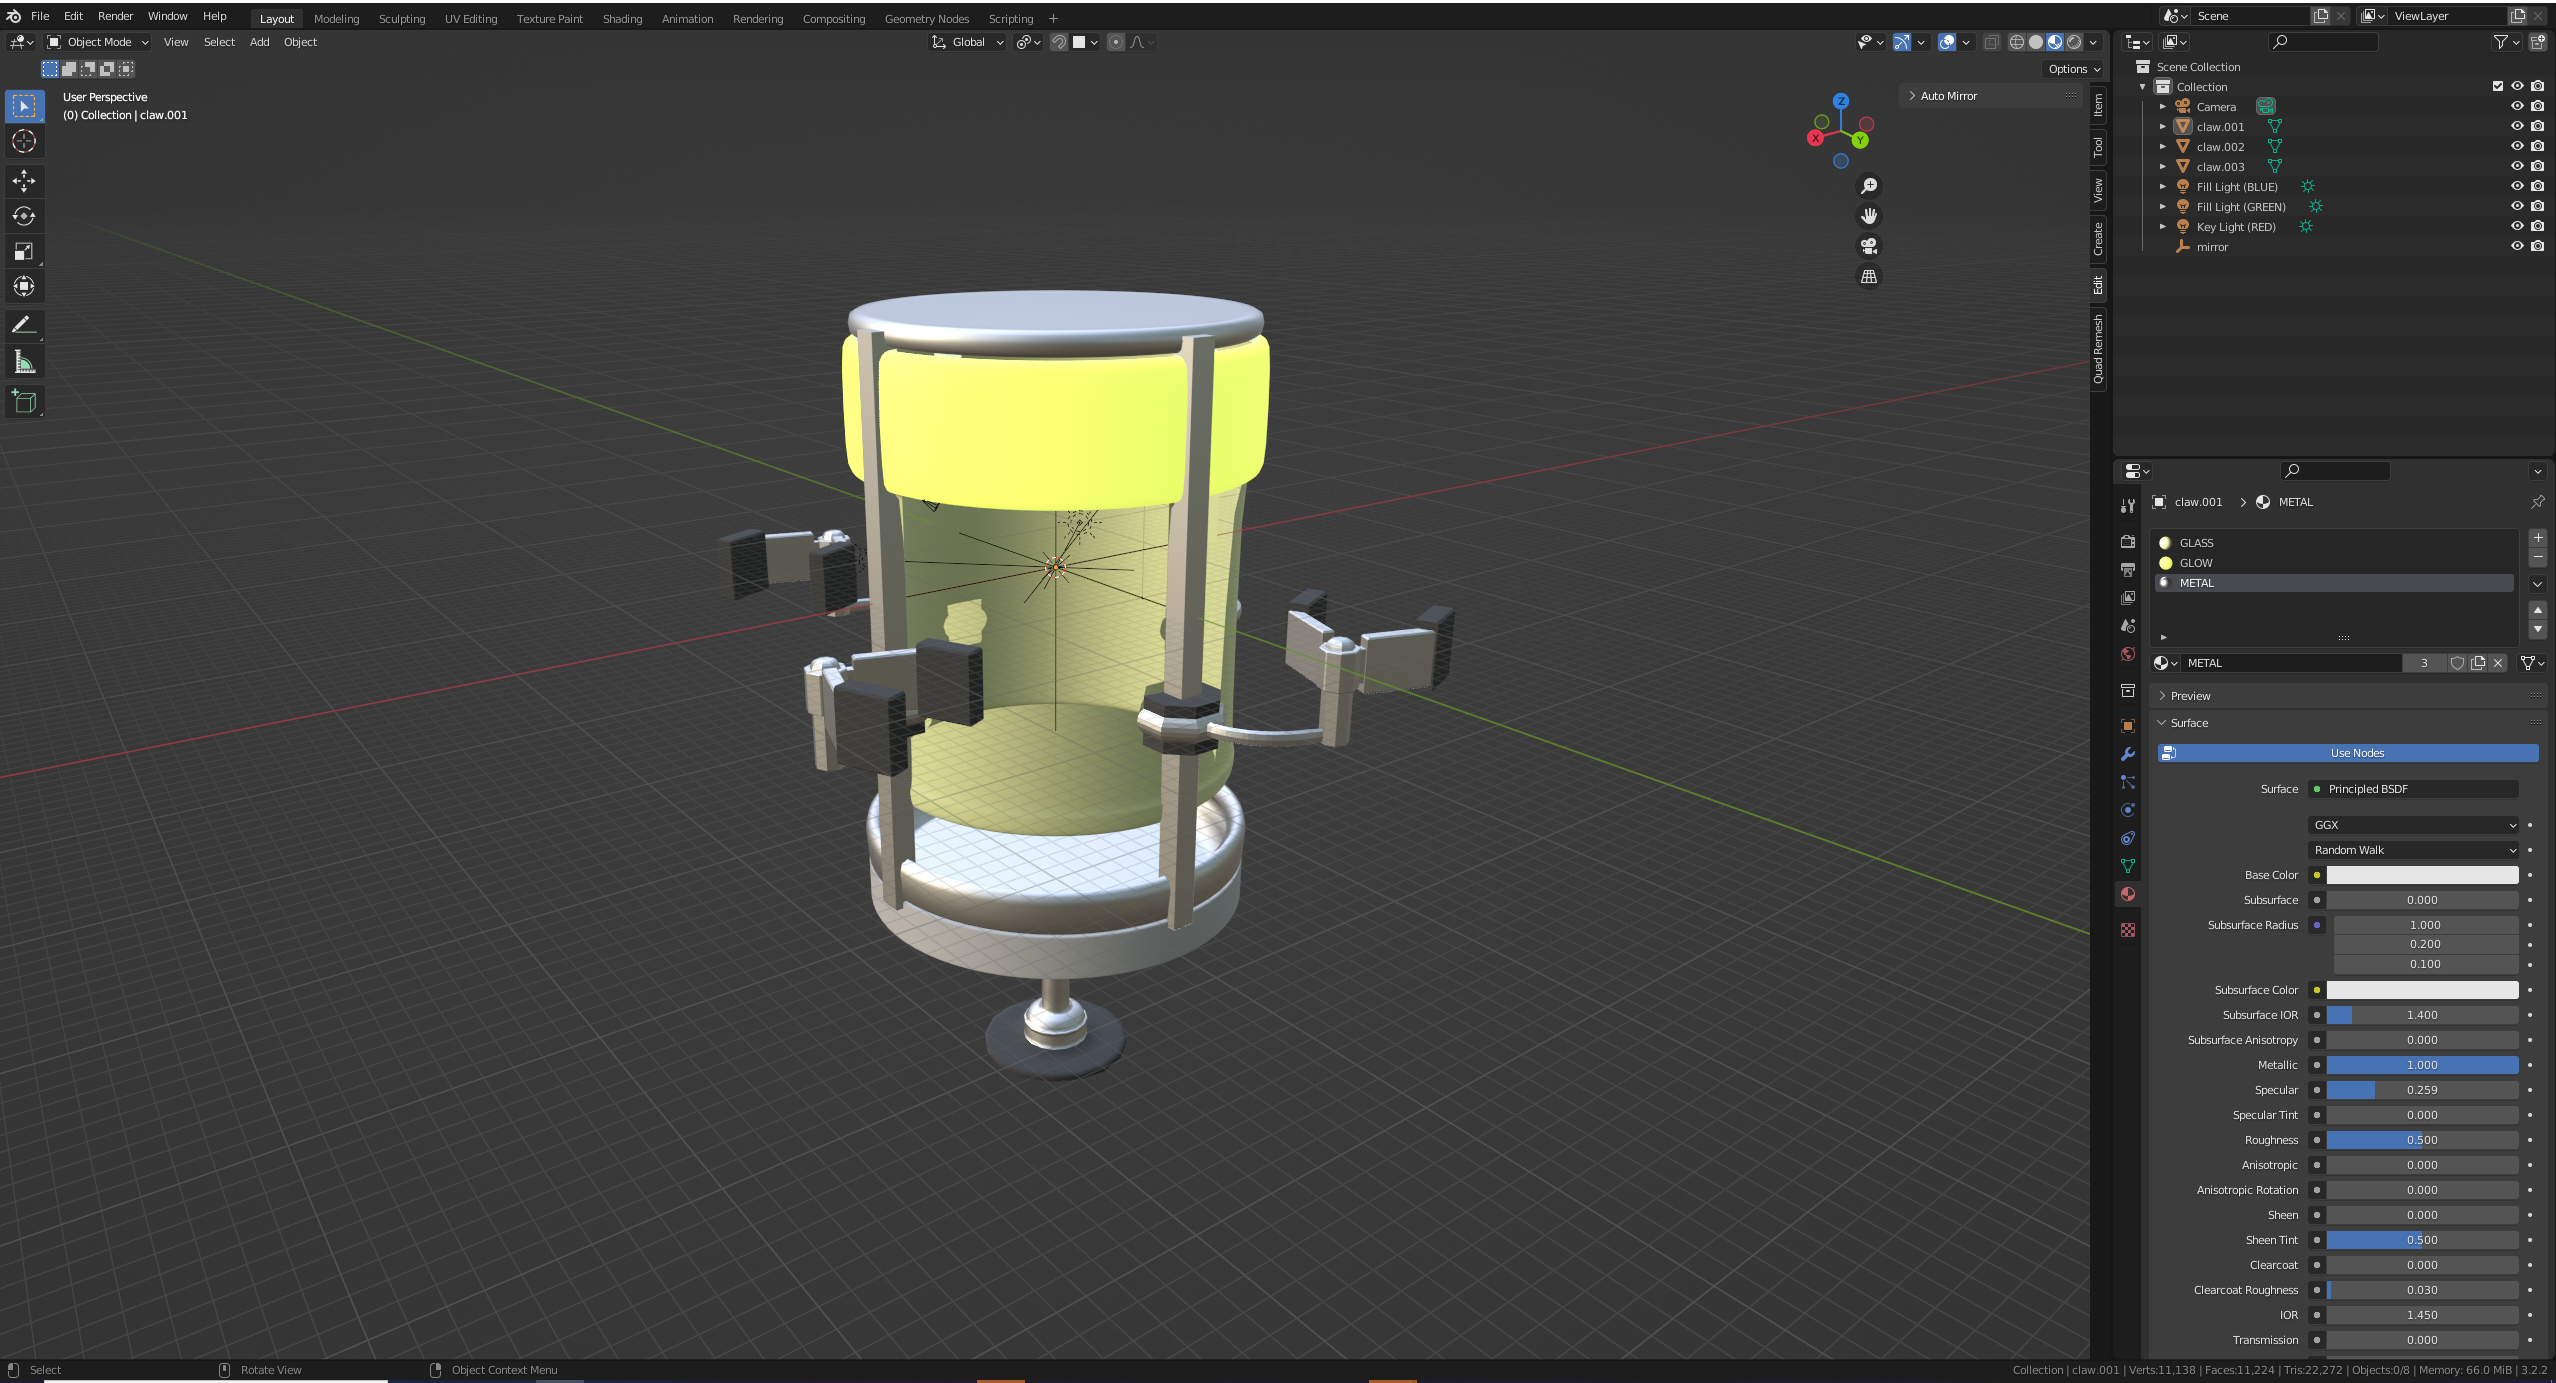 File Edit Render Window Help Layout Modeling Sculpting UV Editing Texture Paint Shading Animation Rendering Compositing Geometry Nodes Scripting + Scene ViewLayer
Object Mode View Select Add Object Global
Options
User Perspective
(0) Collection | claw.001
Auto Mirror
Z
X
Y
Item
Tool
View
Create
Edit
Quad Remesh
Scene Collection
Collection
Camera
claw.001
claw.002
claw.003
Fill Light (BLUE)
Fill Light (GREEN)
Key Light (RED)
mirror
claw.001 > METAL
GLASS
GLOW
METAL
METAL 3
Preview
Surface
Use Nodes
Surface Principled BSDF
GGX
Random Walk
Base Color
Subsurface 0.000
Subsurface Radius 1.000
0.200
0.100
Subsurface Color
Subsurface IOR 1.400
Subsurface Anisotropy 0.000
Metallic 1.000
Specular 0.259
Specular Tint 0.000
Roughness 0.500
Anisotropic 0.000
Anisotropic Rotation 0.000
Sheen 0.000
Sheen Tint 0.500
Clearcoat 0.000
Clearcoat Roughness 0.030
IOR 1.450
Transmission 0.000
Select Rotate View Object Context Menu Collection | claw.001 | Verts:11,138 | Faces:11,224 | Tris:22,272 | Objects:0/8 | Memory: 66.0 MiB | 3.2.2